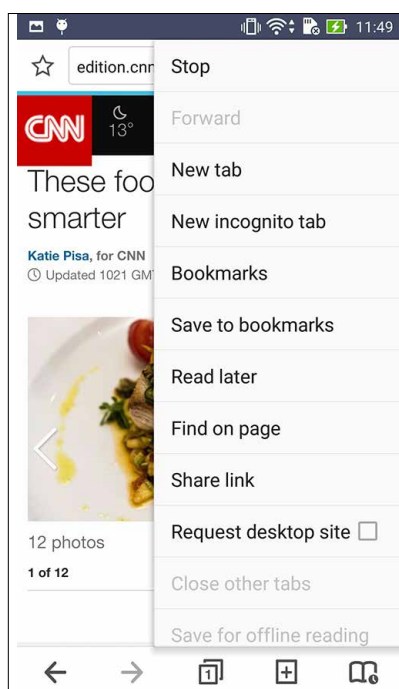 11:49
edition.cnn
Stop
Forward
New tab
New incognito tab
Bookmarks
Save to bookmarks
Read later
Find on page
Share link
Request desktop site
Close other tabs
Save for offline reading
CNN
13°
These foo
smarter
Katie Pisa, for CNN
Updated 1021 GM
12 photos
1 of 12
1